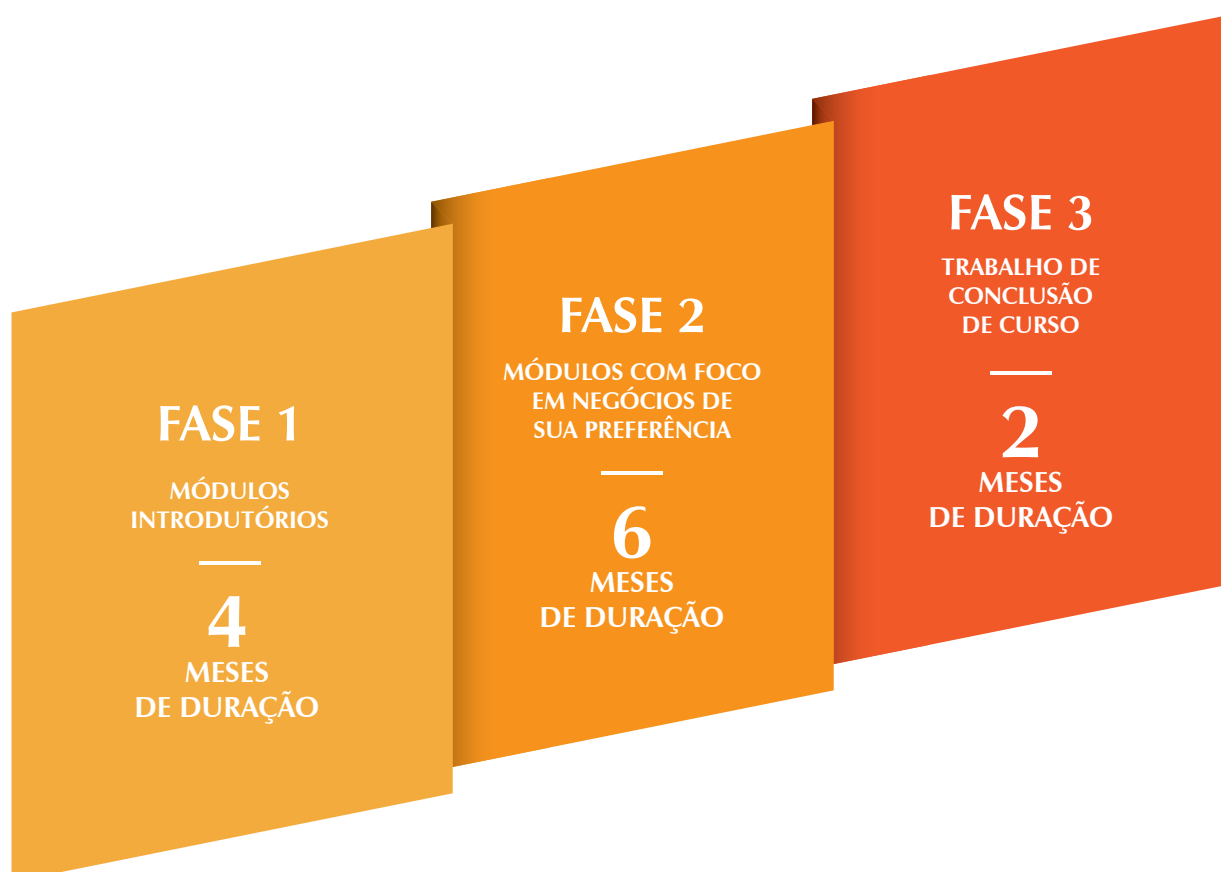 FASE 1
MÓDULOS
INTRODUTÓRIOS
4
MESES
DE DURAÇÃO
FASE 2
MÓDULOS COM FOCO
EM NEGÓCIOS DE
SUA PREFERÊNCIA
6
MESES
DE DURAÇÃO
FASE 3
TRABALHO DE
CONCLUSÃO
DE CURSO
2
MESES
DE DURAÇÃO